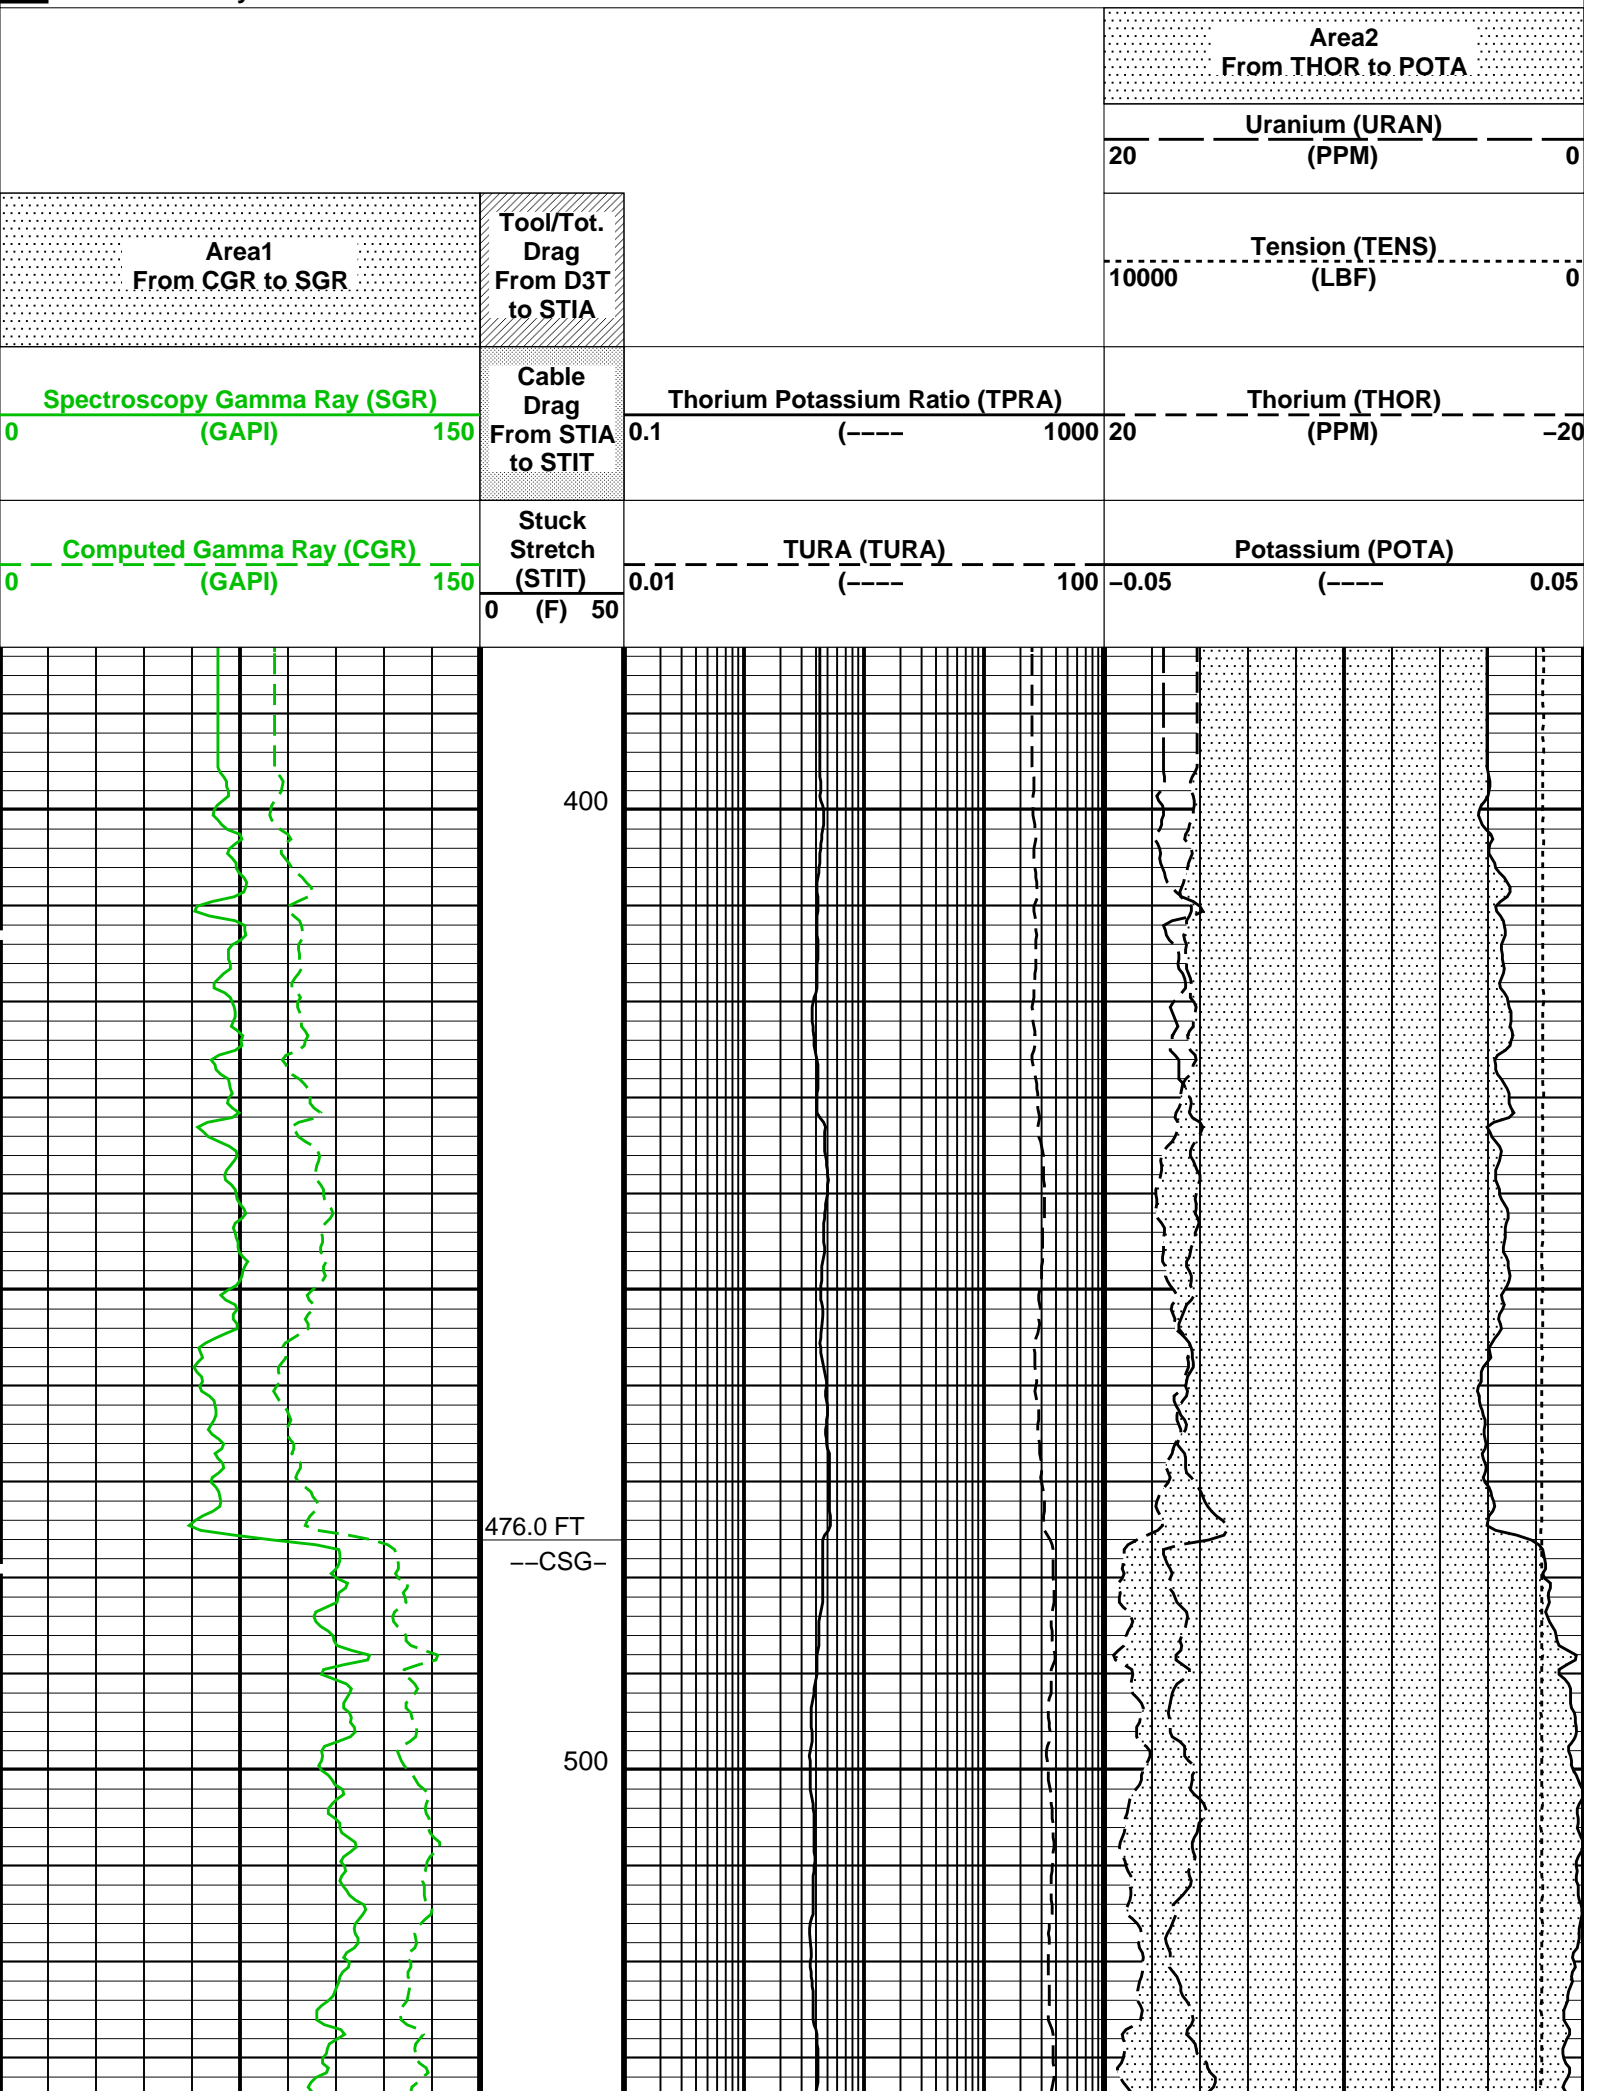 Area2
From THOR to POTA
Uranium (URAN)
20 (PPM) 0
Area1
From CGR to SGR
Tool/Tot.
Drag
From D3T
to STIA
Tension (TENS)
10000 (LBF) 0
Spectroscopy Gamma Ray (SGR)
0 (GAPI) 150
Cable
Drag
From STIA
to STIT
Thorium Potassium Ratio (TPRA)
0.1 (−−−− 1000
Thorium (THOR)
20 (PPM) −20
Computed Gamma Ray (CGR)
0 (GAPI) 150
Stuck
Stretch
(STIT)
0 (F) 50
TURA (TURA)
0.01 (−−−− 100
Potassium (POTA)
−0.05 (−−−− 0.05
400
476.0 FT
−−CSG−
500